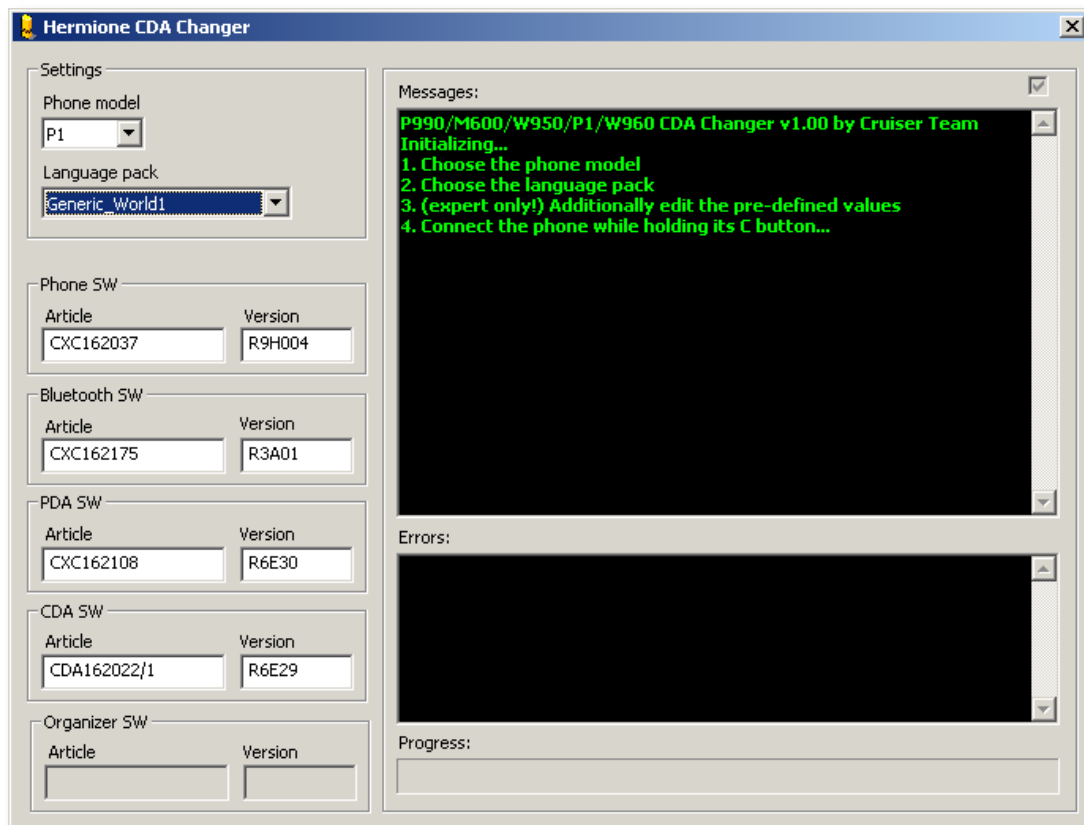 Hermione CDA Changer
Settings
Phone model
P1
Language pack
Generic_World1
Phone SW
Article Version
CXC162037 R9H004
Bluetooth SW
Article Version
CXC162175 R3A01
PDA SW
Article Version
CXC162108 R6E30
CDA SW
Article Version
CDA162022/1 R6E29
Organizer SW
Article Version
Messages:
P990/M600/W950/P1/W960 CDA Changer v1.00 by Cruiser Team
Initializing...
1. Choose the phone model
2. Choose the language pack
3. (expert only!) Additionally edit the pre-defined values
4. Connect the phone while holding its C button...
Errors:
Progress: